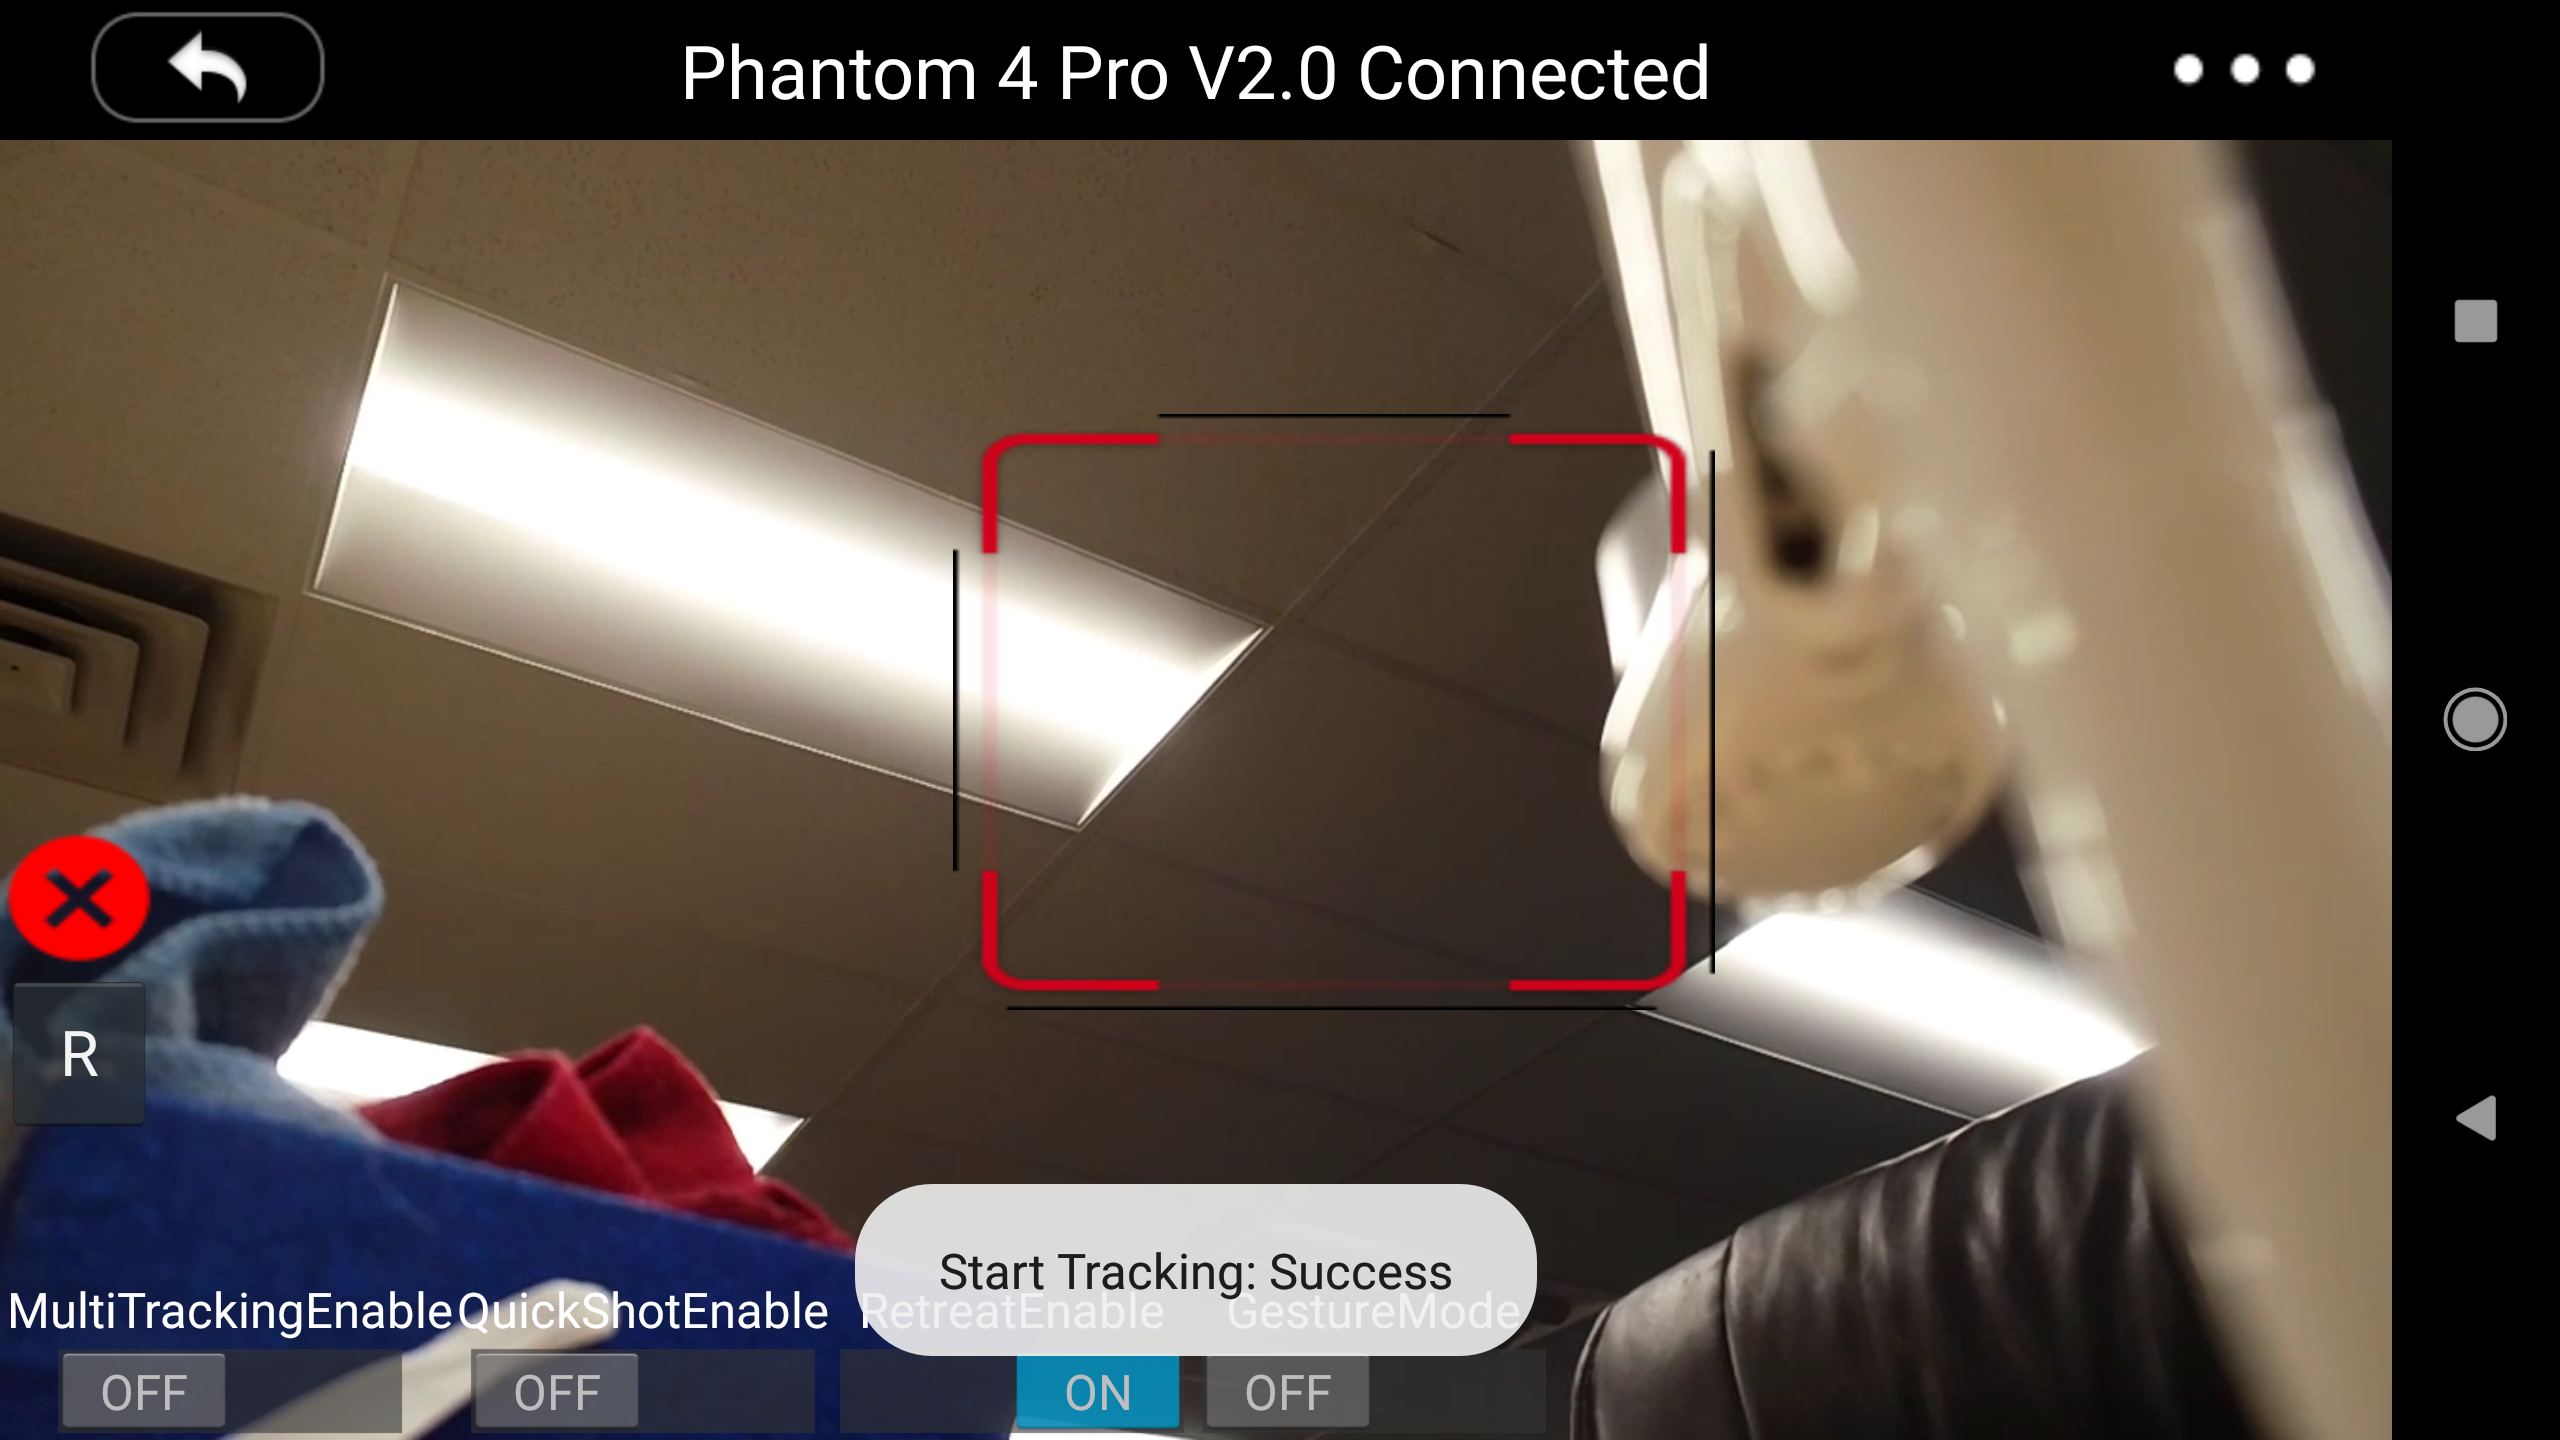 Phantom 4 Pro V2.0 Connected
R
Start Tracking: Success
MultiTrackingEnable QuickShotEnable RetreatEnable GestureMode
OFF OFF ON OFF